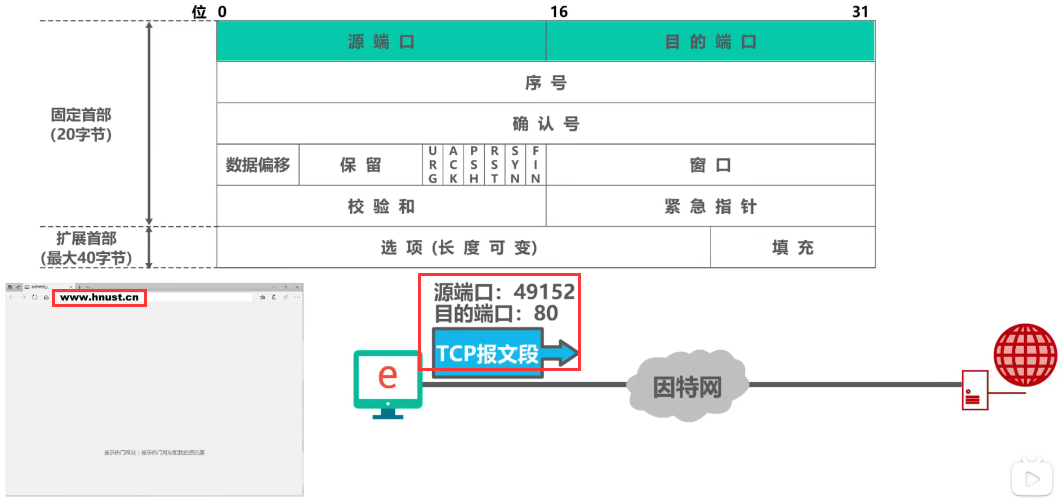 位 0 16 31
源 端 口 目 的 端 口
序 号
确 认 号
固定首部
(20字节)
数据偏移 保 留 URG ACK PSH RST SYN FIN 窗 口
校 验 和 紧 急 指 针
扩展首部
(最大40字节)
选 项 (长 度 可 变) 填 充
www.hnust.cn
源端口：49152
目的端口：80
TCP报文段
e
因特网